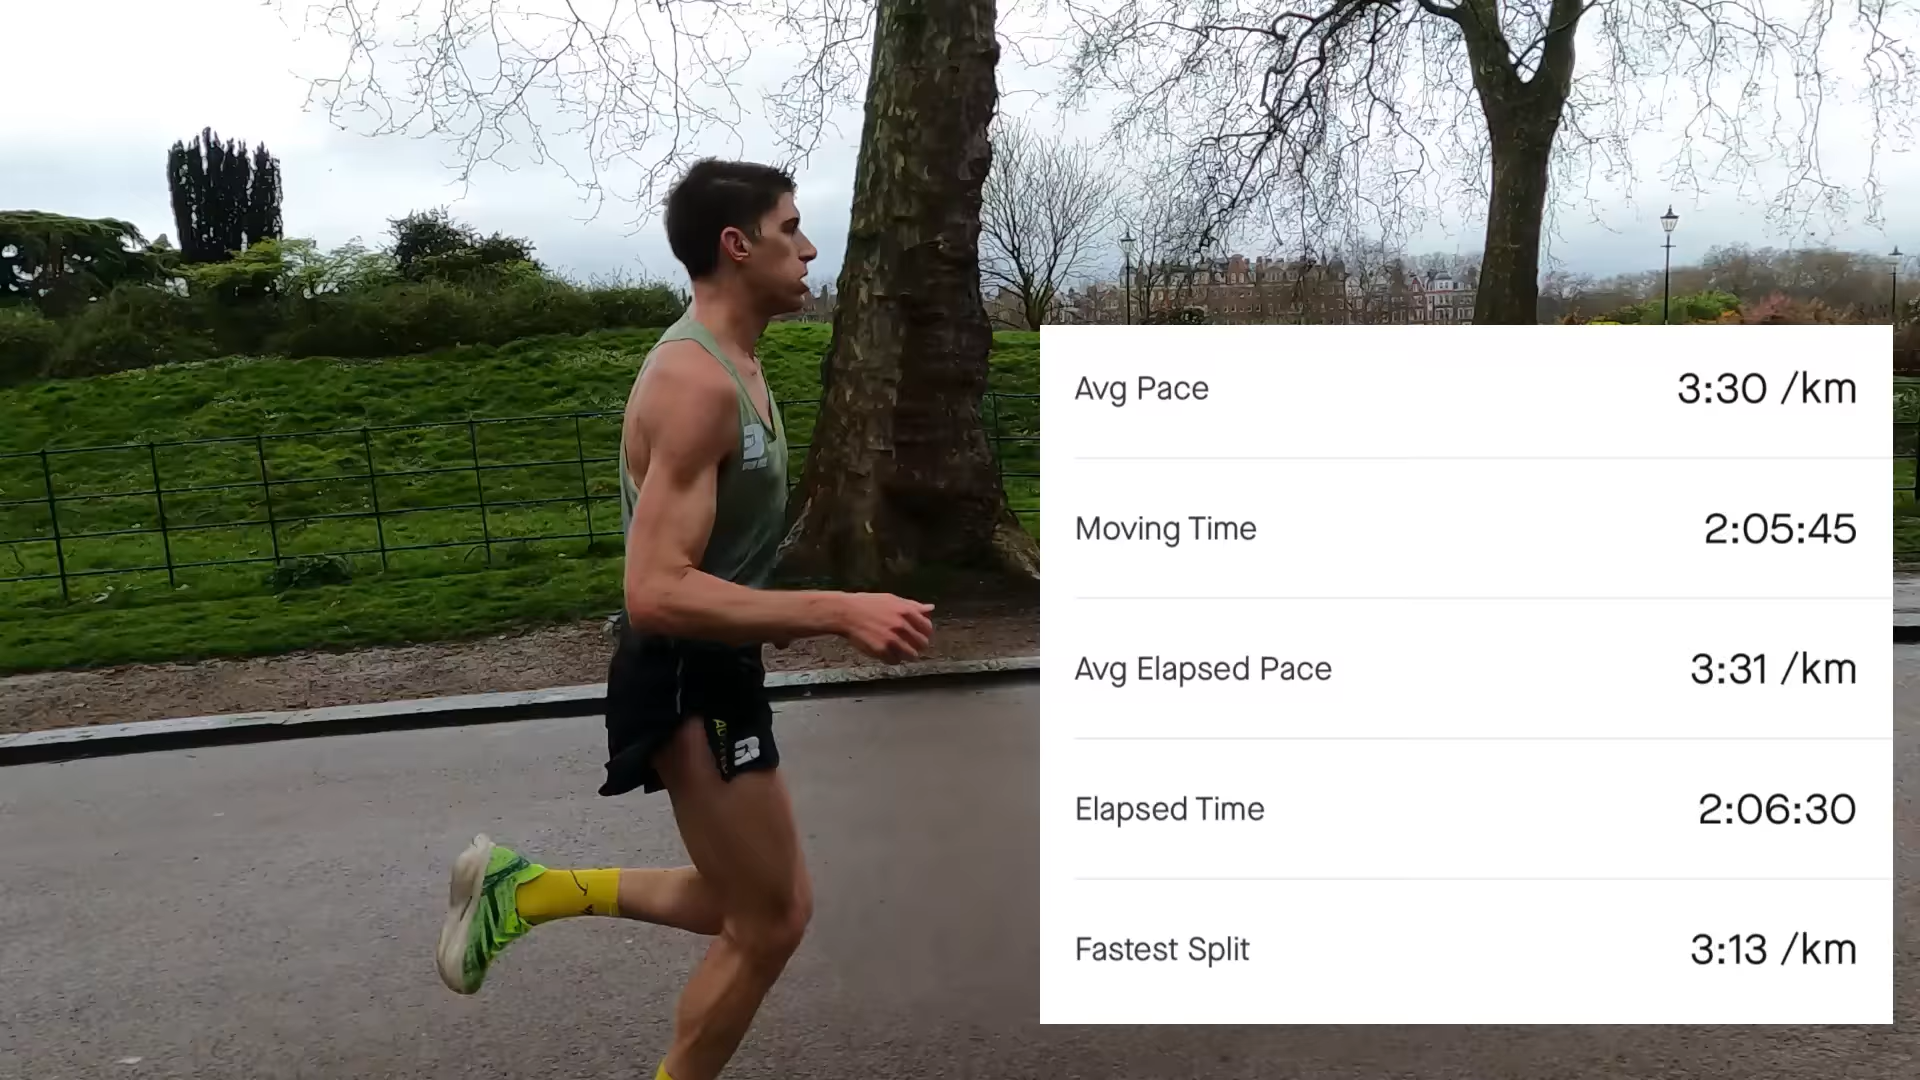 Avg Pace 3:30 /km
Moving Time 2:05:45
Avg Elapsed Pace 3:31 /km
Elapsed Time 2:06:30
Fastest Split 3:13 /km